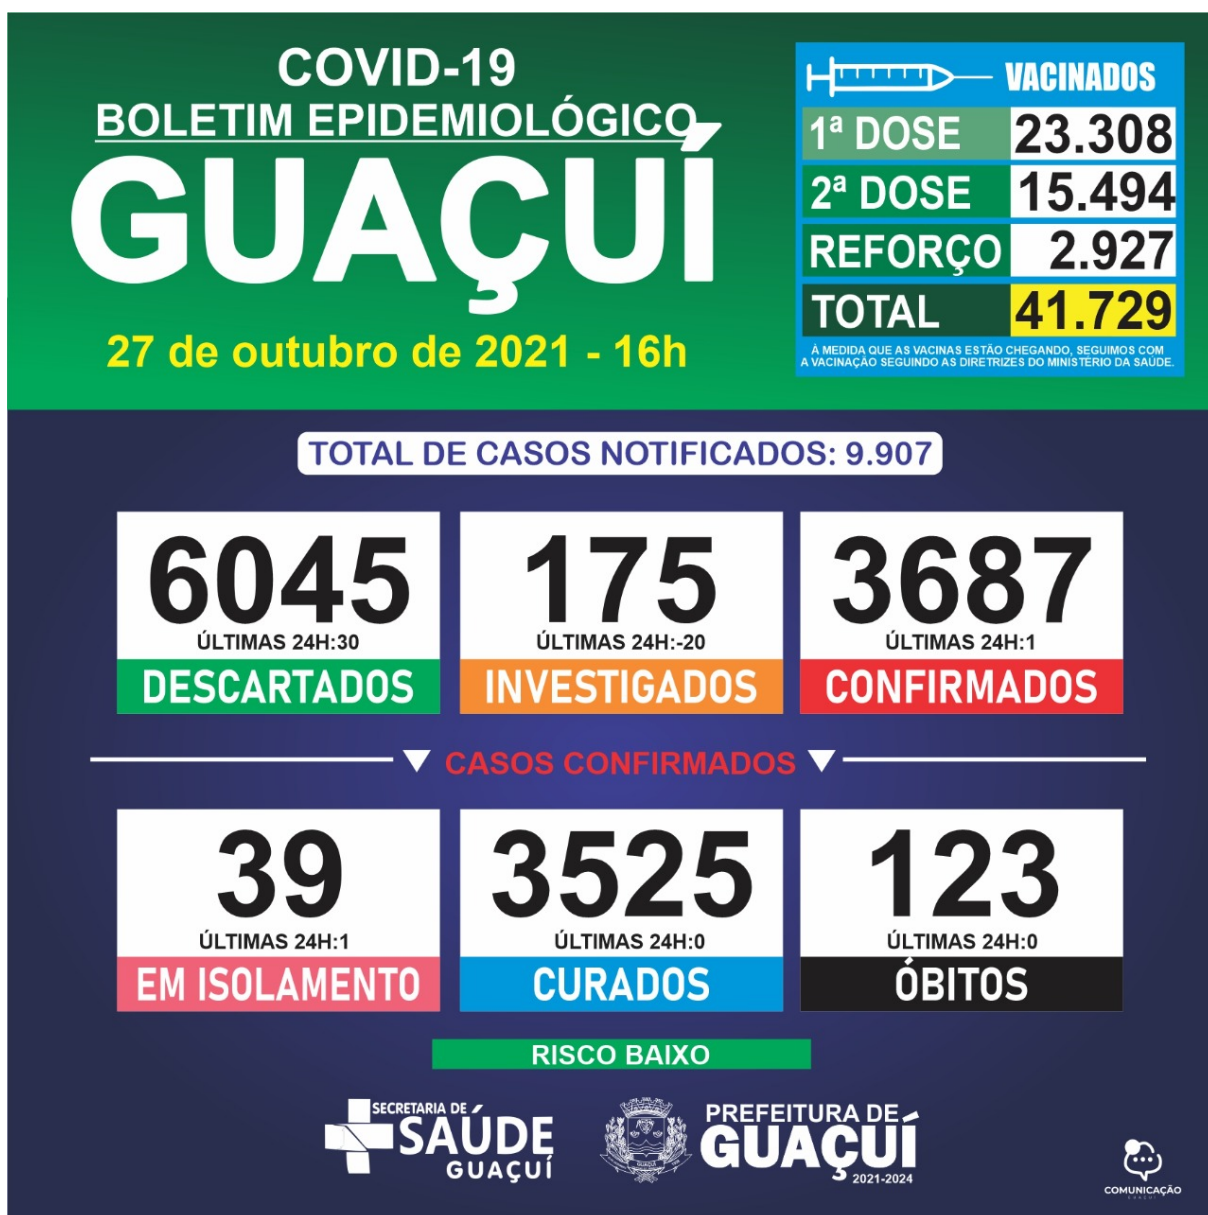 COVID-19
BOLETIM EPIDEMIOLÓGICO
GUAÇUÍ
27 de outubro de 2021 - 16h
VACINADOS
1ª DOSE 23.308
2ª DOSE 15.494
REFORÇO 2.927
TOTAL 41.729
À MEDIDA QUE AS VACINAS ESTÃO CHEGANDO, SEGUIMOS COM
A VACINAÇÃO SEGUINDO AS DIRETRIZES DO MINISTÉRIO DA SAÚDE.
TOTAL DE CASOS NOTIFICADOS: 9.907
6045
ÚLTIMAS 24H:30
DESCARTADOS
175
ÚLTIMAS 24H:-20
INVESTIGADOS
3687
ÚLTIMAS 24H:1
CONFIRMADOS
CASOS CONFIRMADOS
39
ÚLTIMAS 24H:1
EM ISOLAMENTO
3525
ÚLTIMAS 24H:0
CURADOS
123
ÚLTIMAS 24H:0
ÓBITOS
RISCO BAIXO
SECRETARIA DE
SAÚDE
GUAÇUÍ
PREFEITURA DE
GUAÇUÍ
2021-2024
COMUNICAÇÃO